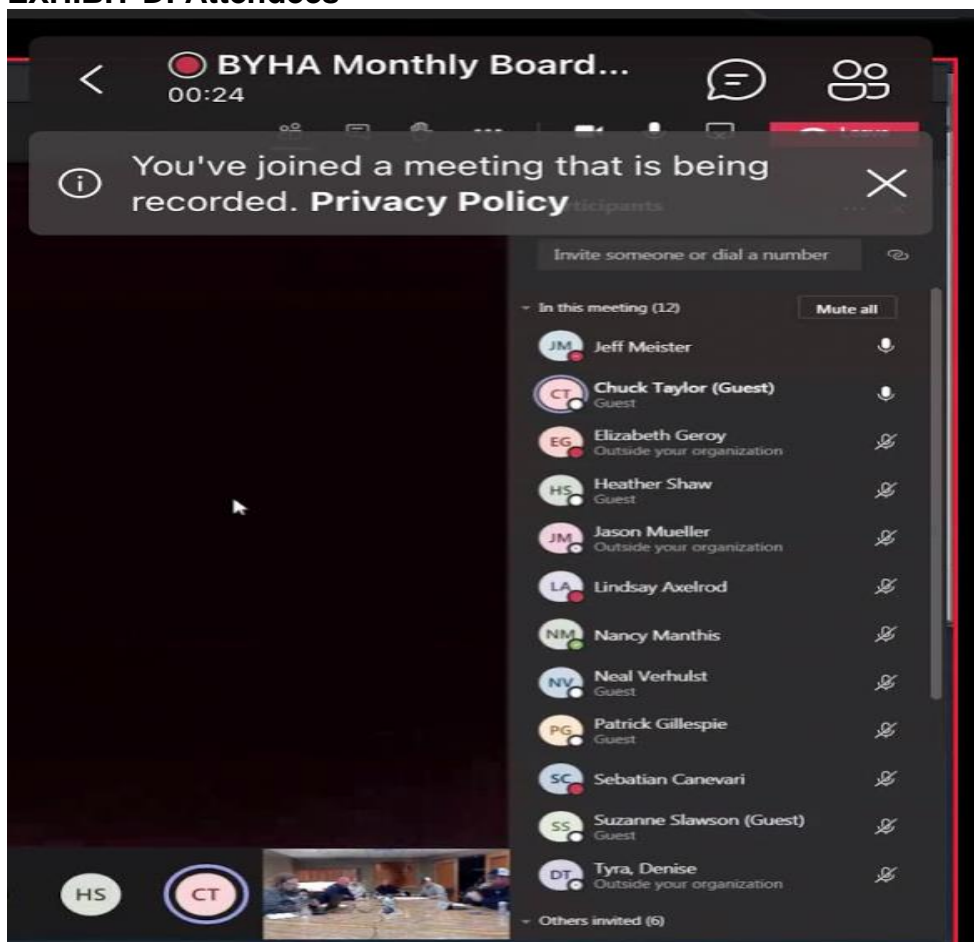 EXHIBIT D: Attendees
BYHA Monthly Board...
00:24
Leave
You've joined a meeting that is being
recorded. Privacy Policy
Participants
Invite someone or dial a number
In this meeting (12)
Mute all
JM
Jeff Meister
CT
Chuck Taylor (Guest)
Guest
EG
Elizabeth Geroy
Outside your organization
HS
Heather Shaw
Guest
JM
Jason Mueller
Outside your organization
LA
Lindsay Axelrod
NM
Nancy Manthis
NV
Neal Verhulst
Guest
PG
Patrick Gillespie
Guest
SC
Sebatian Canevari
SS
Suzanne Slawson (Guest)
Guest
DT
Tyra, Denise
Outside your organization
HS
CT
Others invited (6)